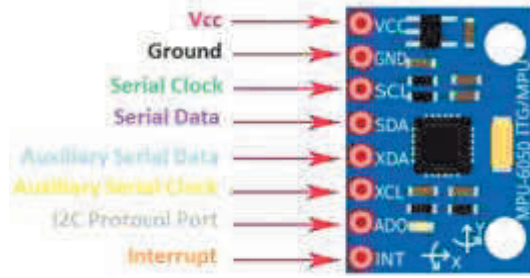 Vcc
VCC
Ground
GND
Serial Clock
SCL
Serial Data
SDA
Auxiliary Serial Data
XDA
Auxiliary Serial Clock
XCL
I2C Protocol Port
ADO
Interrupt
INT
MPU-6050 ITG/MPU
Y
X